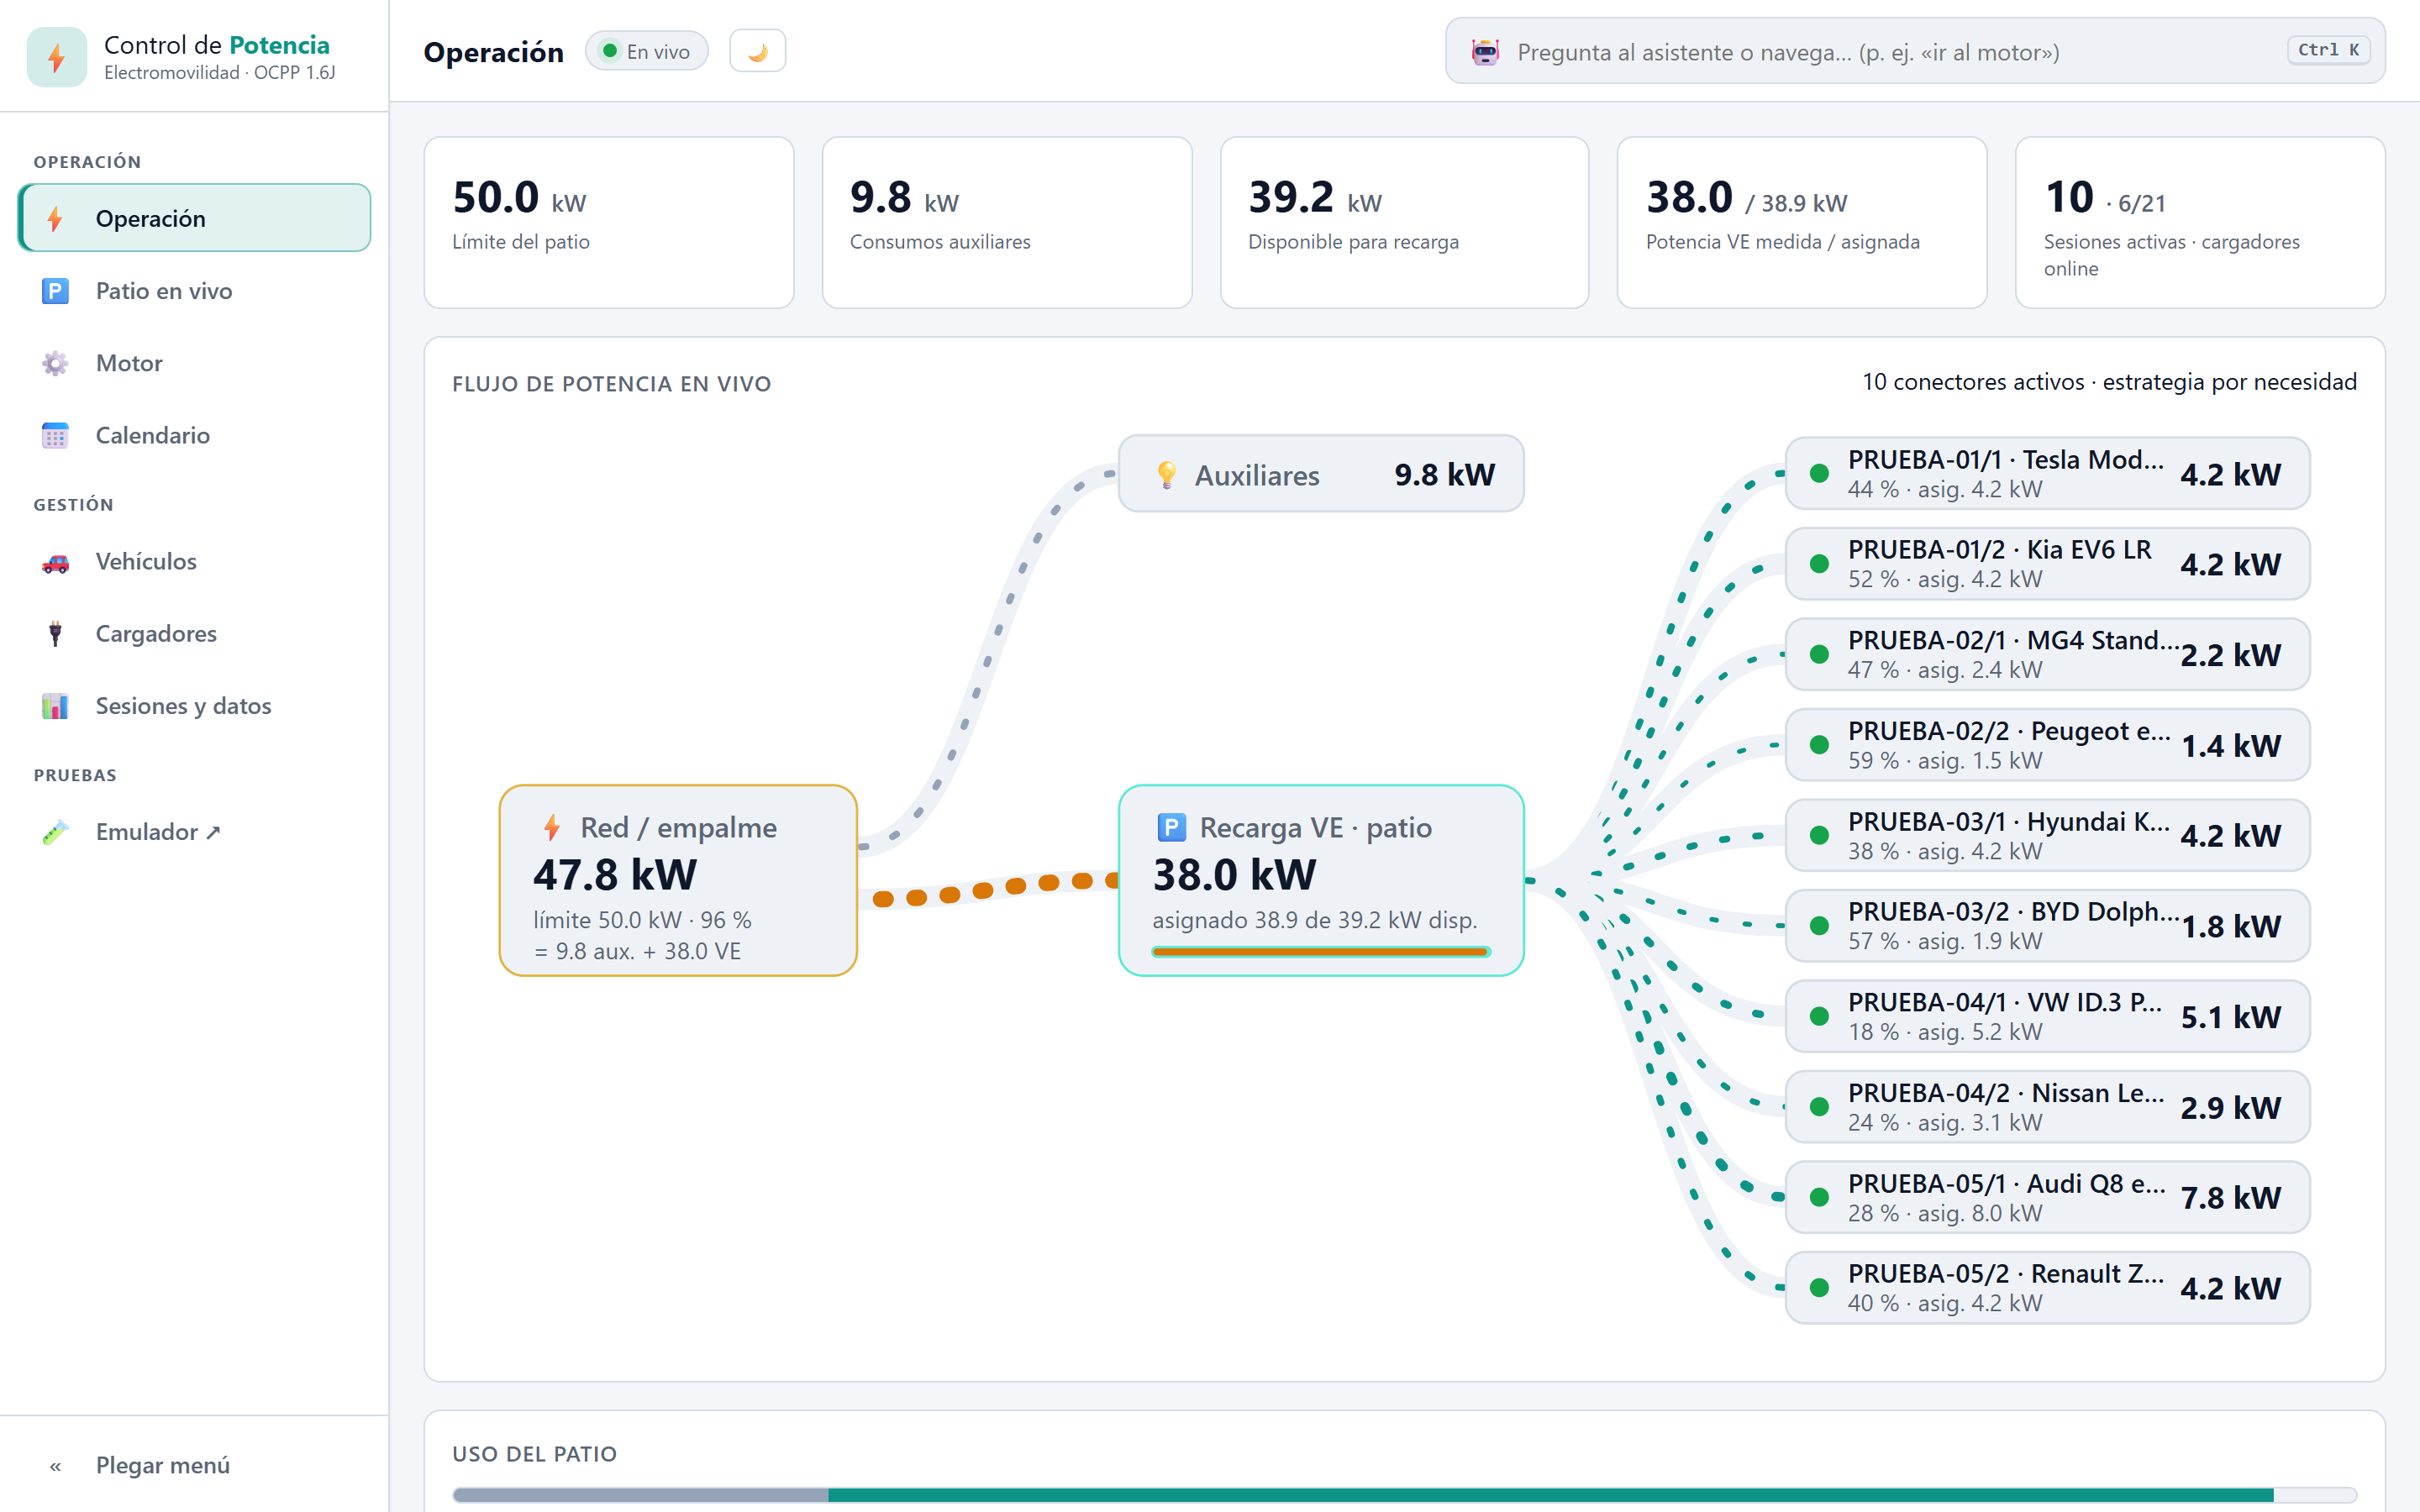 Control de Potencia
Electromovilidad · OCPP 1.6J
OPERACIÓN
Operación
Patio en vivo
Motor
Calendario
GESTIÓN
Vehículos
Cargadores
Sesiones y datos
PRUEBAS
Emulador ↗
« Plegar menú
Operación
En vivo
Pregunta al asistente o navega... (p. ej. «ir al motor»)
Ctrl K
50.0 kW
Límite del patio
9.8 kW
Consumos auxiliares
39.2 kW
Disponible para recarga
38.0 / 38.9 kW
Potencia VE medida / asignada
10 · 6/21
Sesiones activas · cargadores
online
FLUJO DE POTENCIA EN VIVO
10 conectores activos · estrategia por necesidad
Auxiliares 9.8 kW
Red / empalme
47.8 kW
límite 50.0 kW · 96 %
= 9.8 aux. + 38.0 VE
P Recarga VE · patio
38.0 kW
asignado 38.9 de 39.2 kW disp.
PRUEBA-01/1 · Tesla Mod... 4.2 kW
44 % · asig. 4.2 kW
PRUEBA-01/2 · Kia EV6 LR 4.2 kW
52 % · asig. 4.2 kW
PRUEBA-02/1 · MG4 Stand... 2.2 kW
47 % · asig. 2.4 kW
PRUEBA-02/2 · Peugeot e... 1.4 kW
59 % · asig. 1.5 kW
PRUEBA-03/1 · Hyundai K... 4.2 kW
38 % · asig. 4.2 kW
PRUEBA-03/2 · BYD Dolph... 1.8 kW
57 % · asig. 1.9 kW
PRUEBA-04/1 · VW ID.3 P... 5.1 kW
18 % · asig. 5.2 kW
PRUEBA-04/2 · Nissan Le... 2.9 kW
24 % · asig. 3.1 kW
PRUEBA-05/1 · Audi Q8 e... 7.8 kW
28 % · asig. 8.0 kW
PRUEBA-05/2 · Renault Z... 4.2 kW
40 % · asig. 4.2 kW
USO DEL PATIO